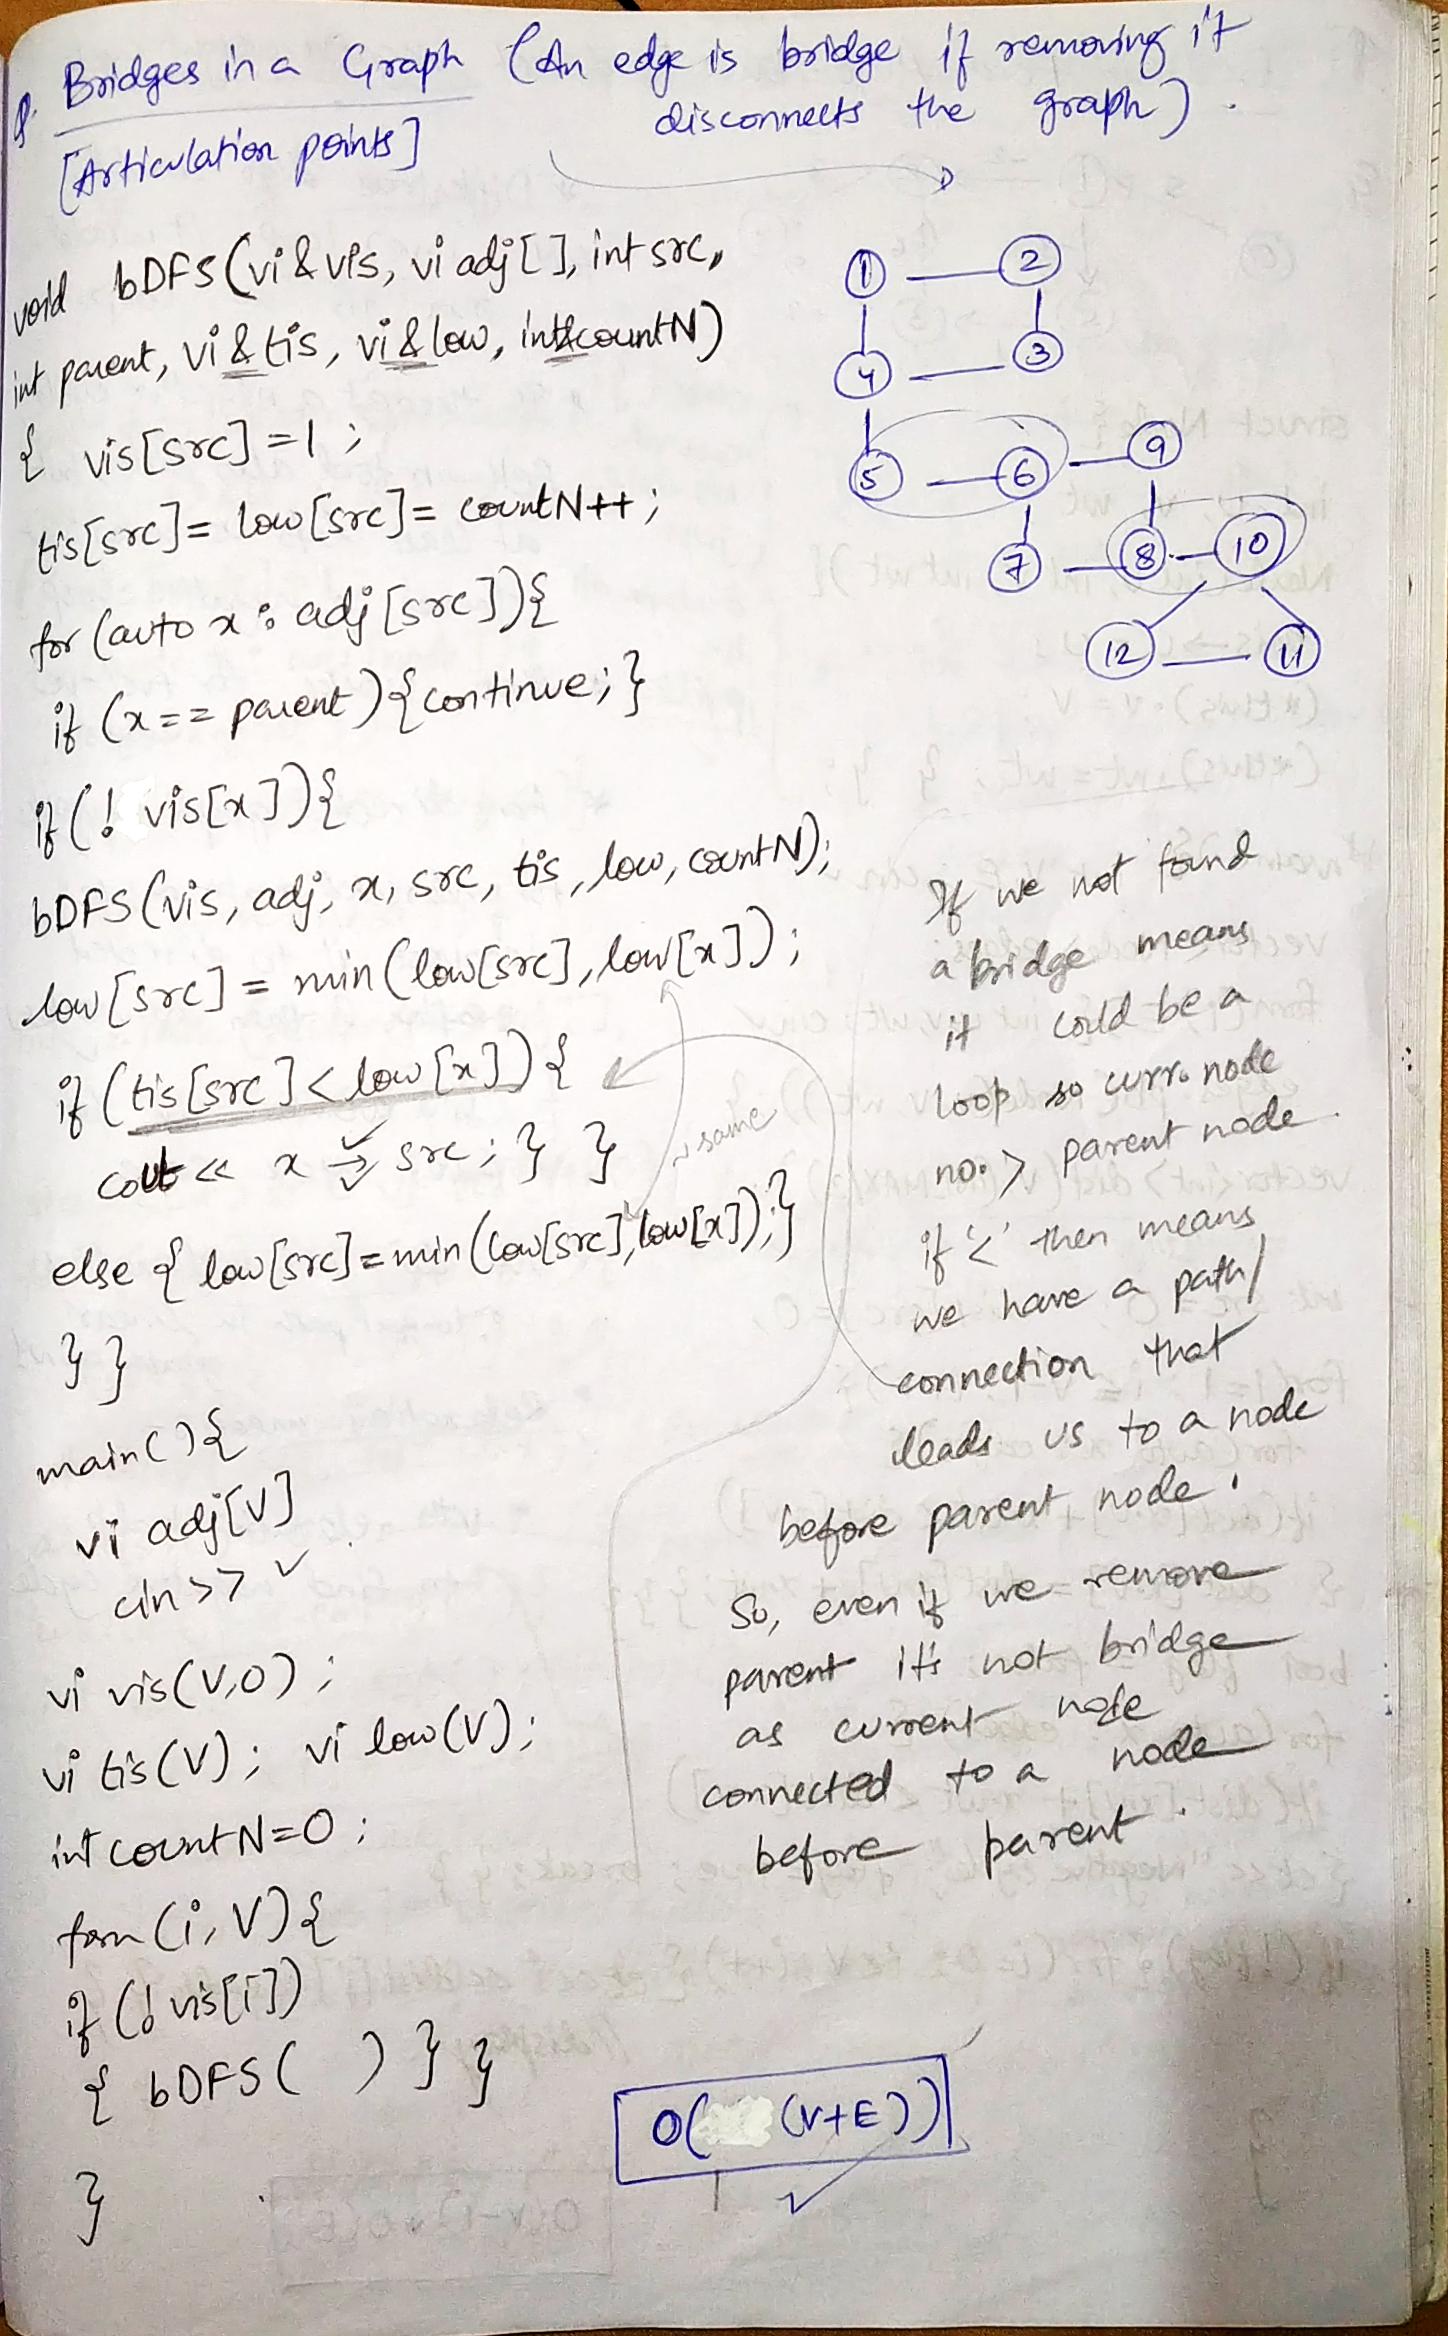 Q. Bridges in a Graph (An edge is bridge if removing it
disconnects the graph).
[Articulation points]
void bDFS(vi &vis, vi adj[], int src,
int parent, vi & tis, vi & low, int&countN)
{ vis[src] = 1;
tis[src] = low[src] = countN++;
for (auto x : adj[src]){
if (x == parent){continue;}
if(! vis[x]){
bDFS(vis, adj, x, src, tis, low, countN);
low[src] = min(low[src], low[x]);
if (tis[src] < low[x]){
cout << x → src; } }
same
else { low[src]=min(low[src],low[x]);}
} }
main(){
vi adj[V]
cin >> ✓
vi vis(V,0);
vi tis(V); vi low(V);
int countN=0;
forn(i, V){
if (! vis[i])
{ bDFS( ) } }
}
1 2
4 3
5 6 9
7 8 10
12 11
If we not found
a bridge means
it could be a
loop so curr. node
no. > parent node
if '<' then means
we have a path/
connection that
leads us to a node
before parent node.
So, even if we remove
parent it's not bridge
as current node
connected to a node
before parent.
O( (V+E))